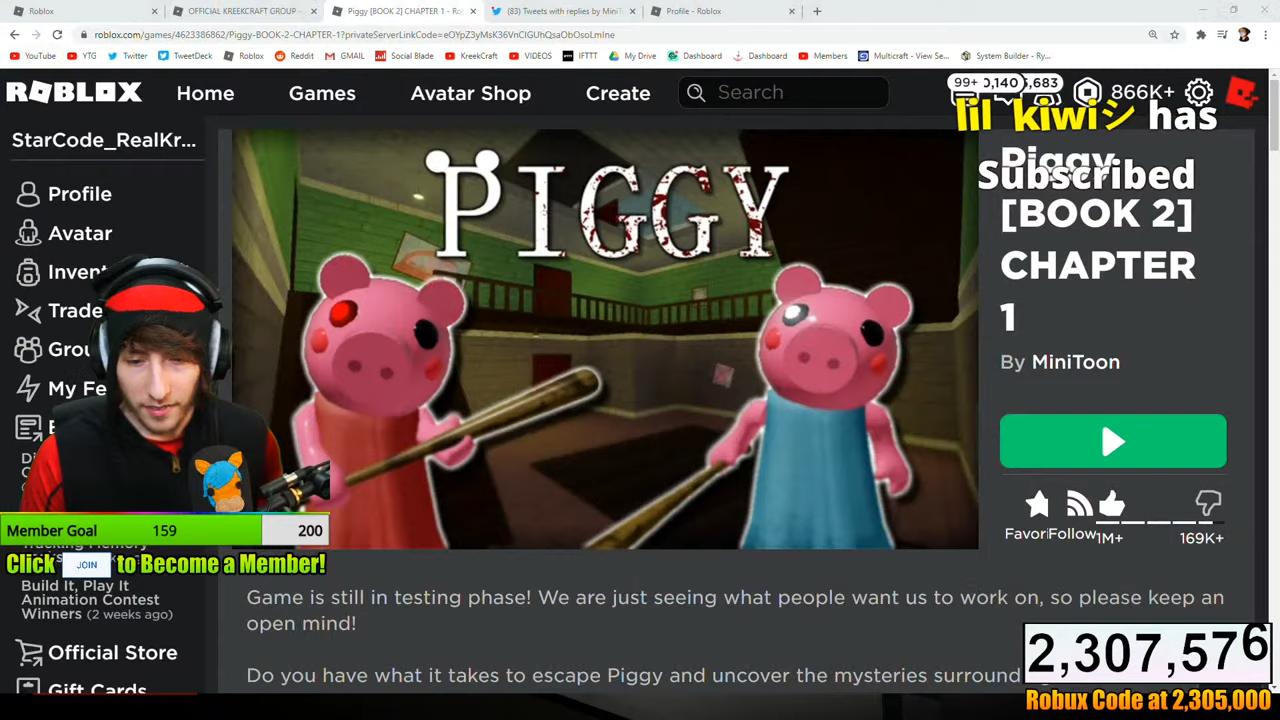 Roblox
OFFICIAL KREEKCRAFT GROUP -
Piggy [BOOK 2] CHAPTER 1 - Ro
(83) Tweets with replies by MiniT
Profile - Roblox
roblox.com/games/4623386862/Piggy-BOOK-2-CHAPTER-1?privateServerLinkCode=eOYpZ3yMsK36VnCIGUhQsaObOsoLmIne
YouTube YTG Twitter TweetDeck Roblox Reddit GMAIL Social Blade KreekCraft VIDEOS IFTTT My Drive Dashboard Dashboard Members Multicraft - View Se... System Builder - Ry...
ROBLOX Home Games Avatar Shop Create Search 99+ 866K+
lil kiwiシ has
Subscribed
StarCode_RealKr...
Profile
Avatar
Invent
Trade
Grou
My Fe
PIGGY
Piggy
[BOOK 2]
CHAPTER
1
By MiniToon
Favori Follow 1M+ 169K+
Member Goal 159 200
Click JOIN to Become a Member!
Build It, Play It
Animation Contest
Winners (2 weeks ago)
Official Store
Gift Cards
Game is still in testing phase! We are just seeing what people want us to work on, so please keep an
open mind!
Do you have what it takes to escape Piggy and uncover the mysteries surround
2,307,576
Robux Code at 2,305,000